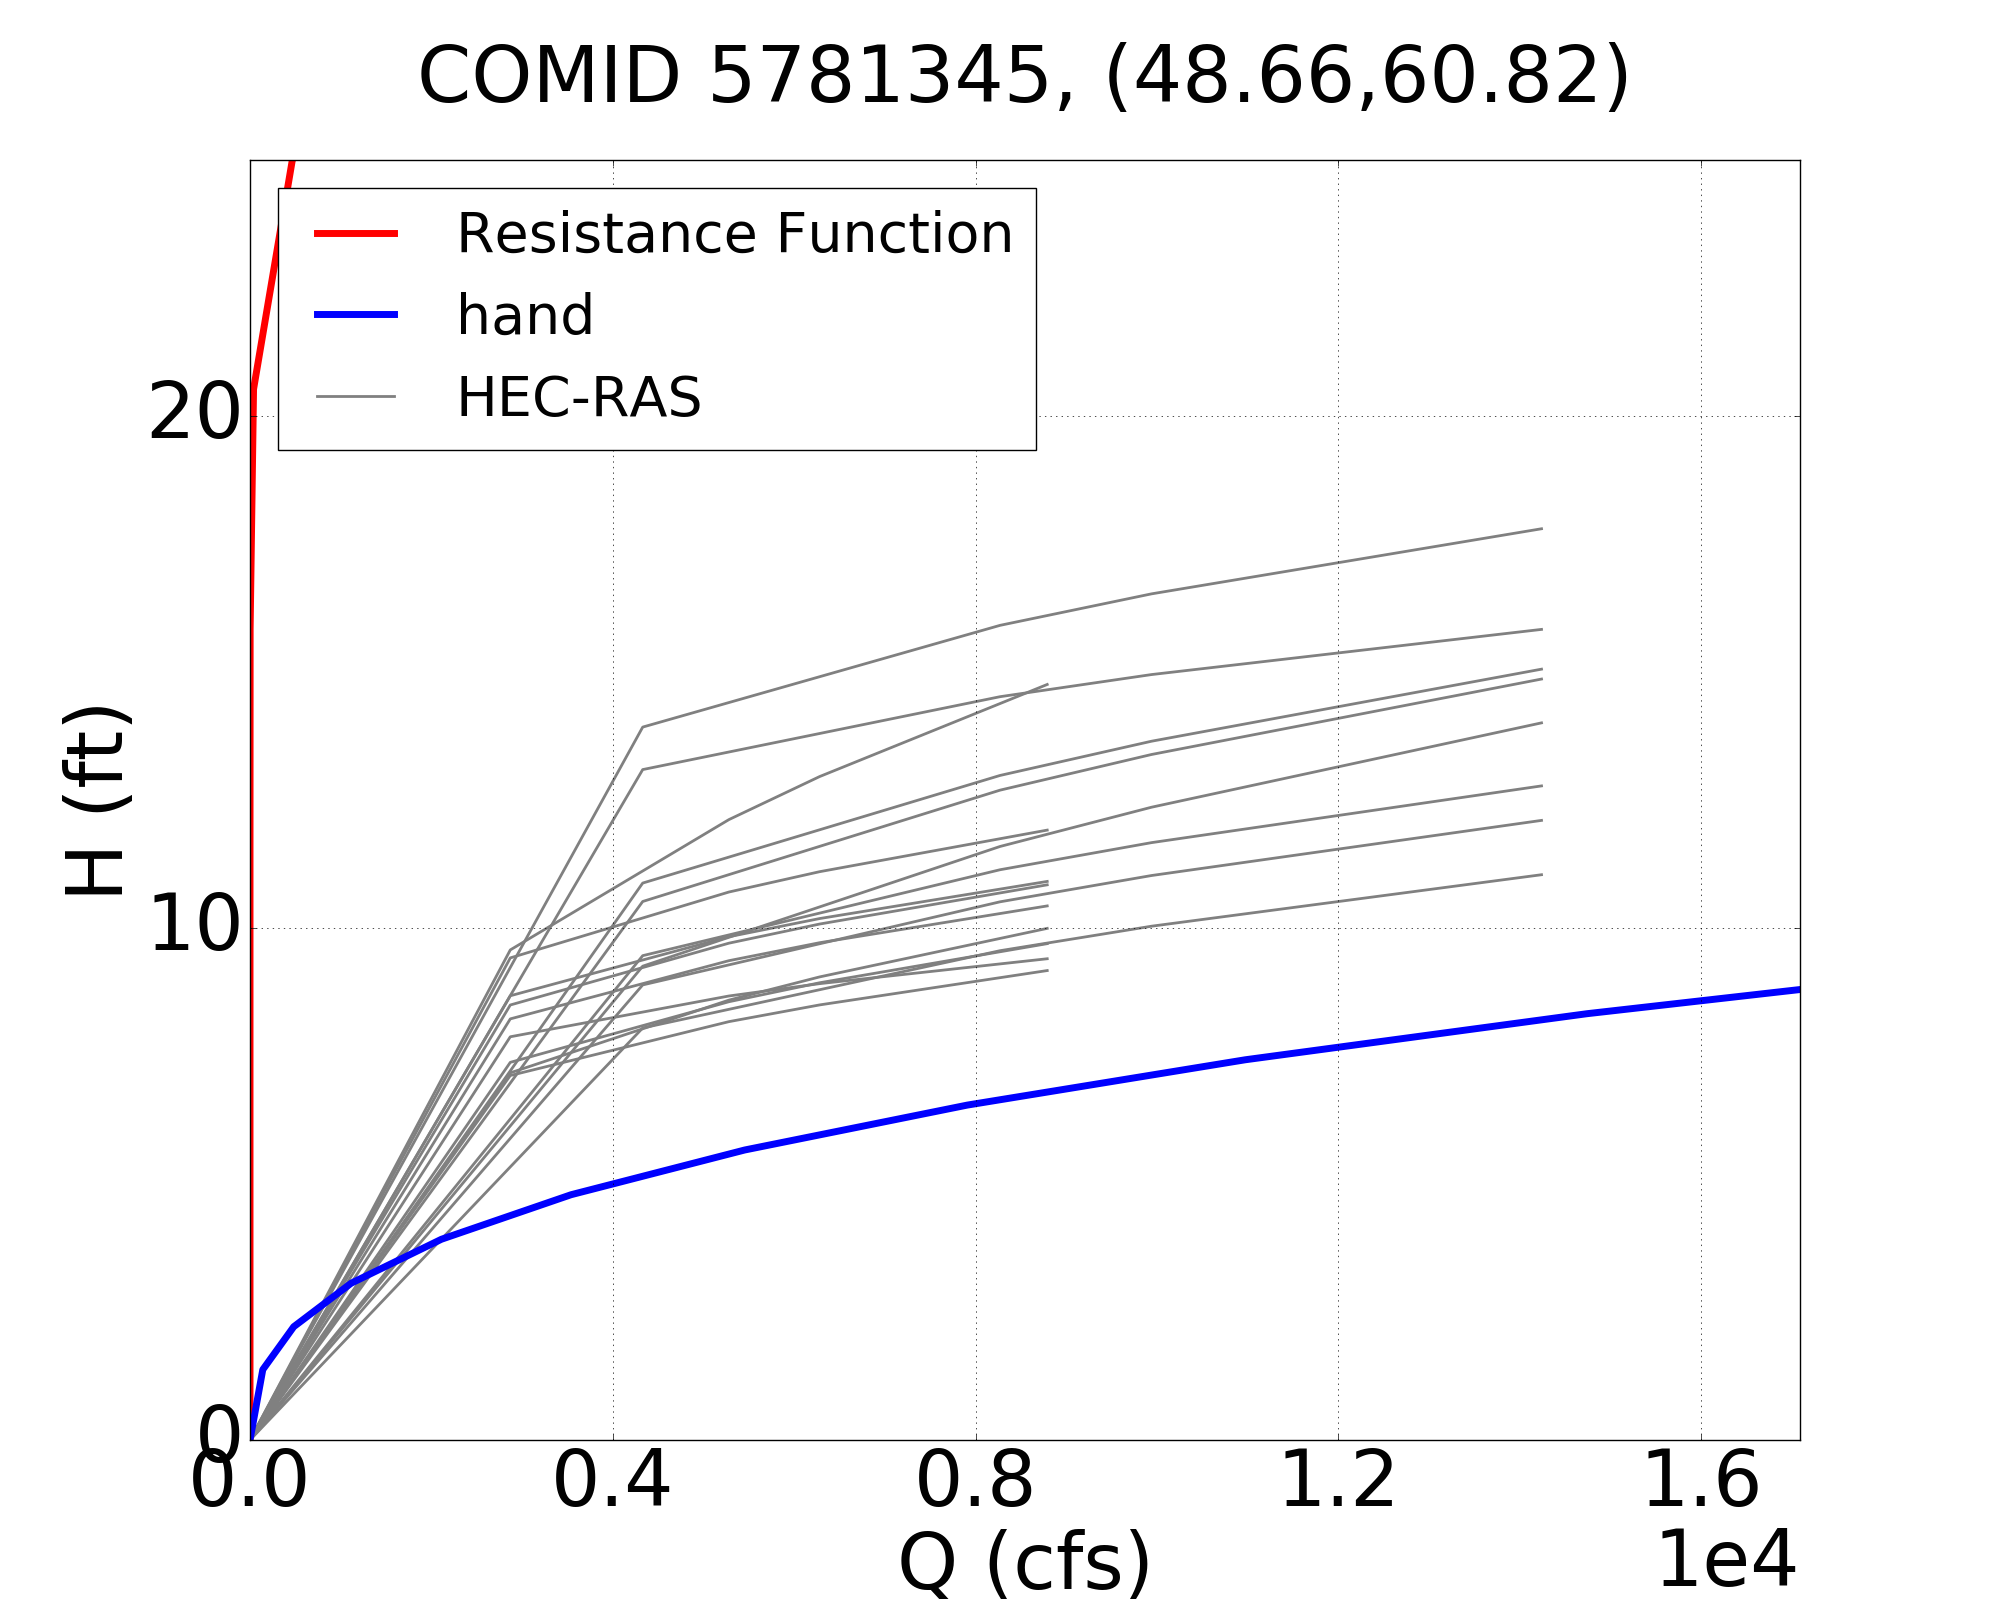 COMID 5781345, (48.66,60.82)
Resistance Function
hand
HEC-RAS
20
10
0
H (ft)
0.0 0.4 0.8 1.2 1.6
1e4
Q (cfs)